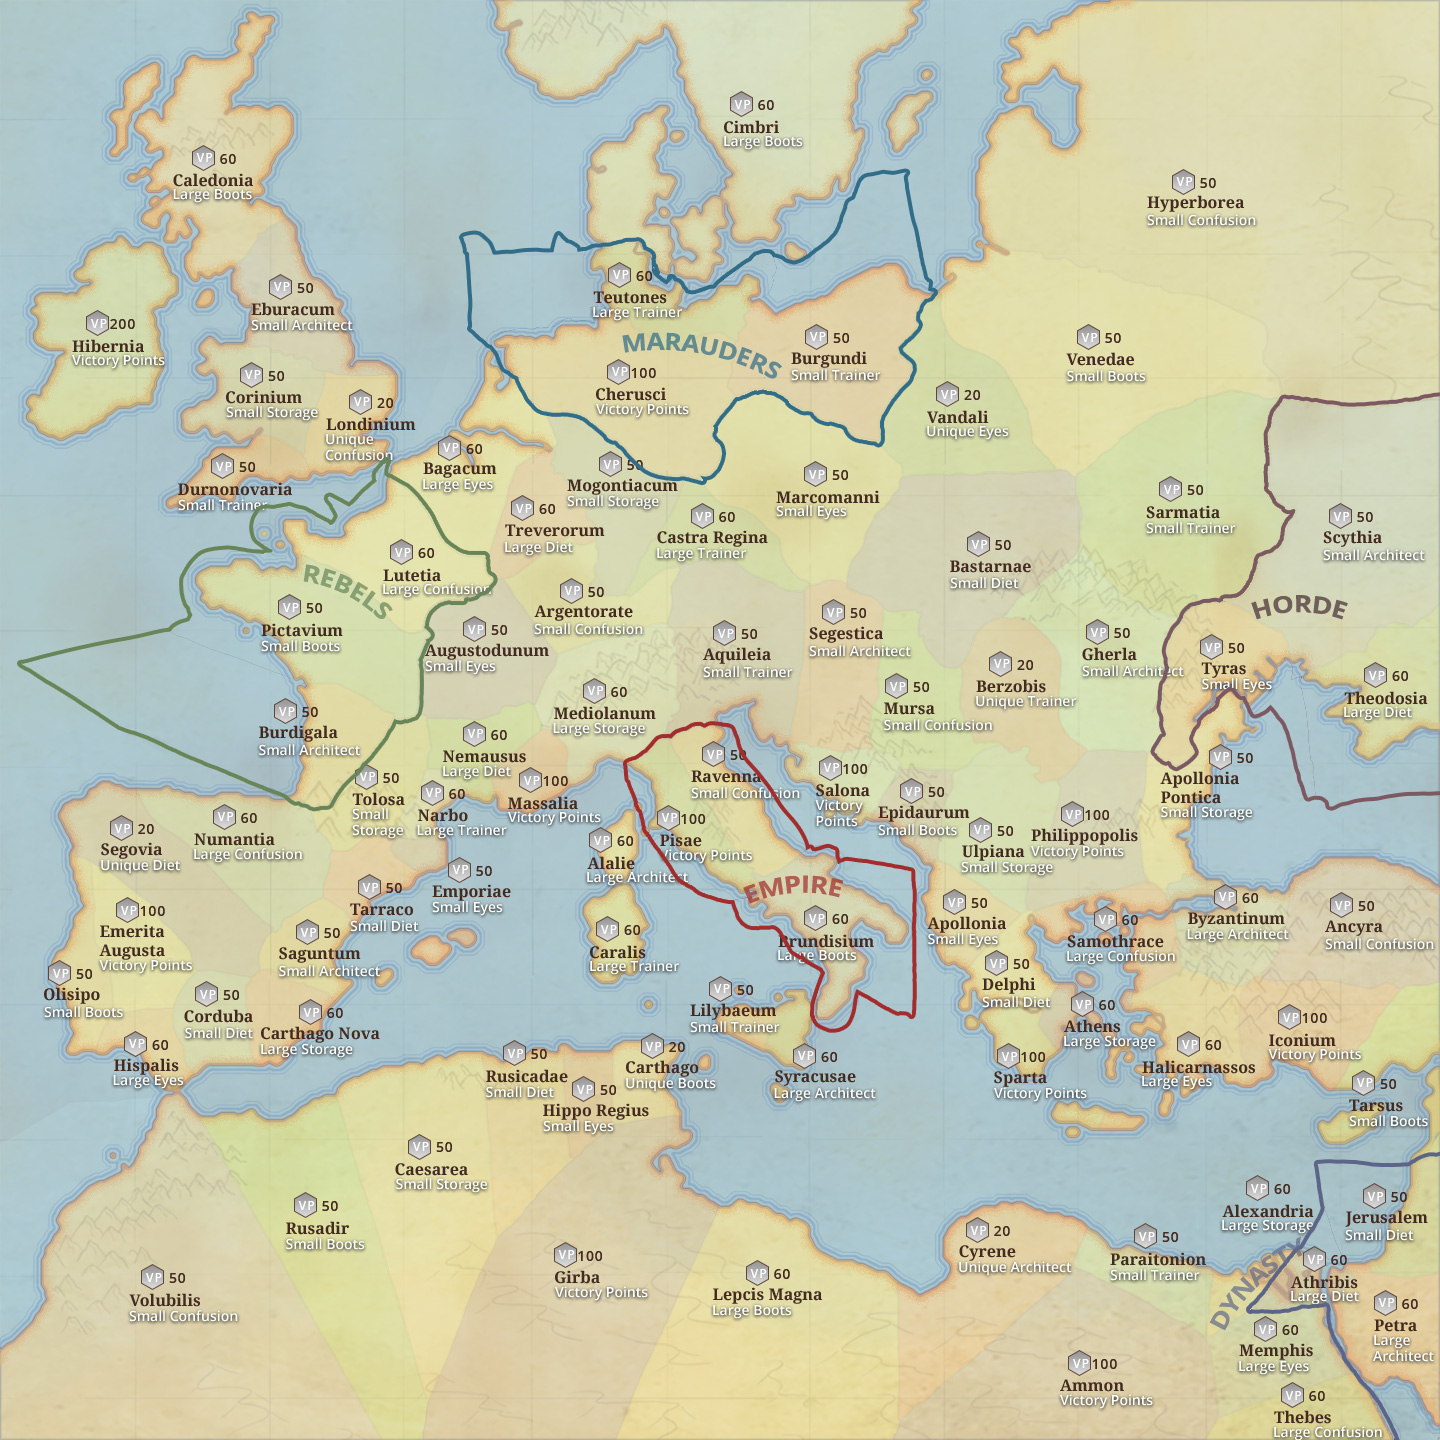 VP 60
Cimbri
Large Boots
VP 60
Caledonia
Large Boots
VP 50
Hyperborea
Small Confusion
VP 60
Teutones
Large Trainer
VP 50
Eburacum
Small Architect
VP 200
Hibernia
Victory Points
MARAUDERS
VP 50
Burgundi
Small Trainer
VP 50
Venedae
Small Boots
VP 100
Cherusci
Victory Points
VP 50
Corinium
Small Storage
VP 20
Londinium
Unique
Confusion
VP 20
Vandali
Unique Eyes
VP 60
Bagacum
Large Eyes
VP 50
Durnonovaria
Small Trainer
VP 50
Mogontiacum
Small Storage
VP 50
Marcomanni
Small Eyes
VP 50
Sarmatia
Small Trainer
VP 60
Treverorum
Large Diet
VP 60
Castra Regina
Large Trainer
VP 50
Scythia
Small Architect
VP 60
Lutetia
Large Confusion
VP 50
Bastarnae
Small Diet
REBELS
HORDE
VP 50
Argentorate
Small Confusion
VP 50
Pictavium
Small Boots
VP 50
Augustodunum
Small Eyes
VP 50
Aquileia
Small Trainer
VP 50
Segestica
Small Architect
VP 50
Gherla
Small Architect
VP 50
Tyras
Small Eyes
VP 20
Berzobis
Unique Trainer
VP 60
Theodosia
Large Diet
VP 50
Mursa
Small Confusion
VP 60
Mediolanum
Large Storage
VP 50
Burdigala
Small Architect
VP 60
Nemausus
Large Diet
VP 50
Ravenna
Small Confusion
VP 100
Salona
Victory
Points
VP 50
Apollonia
Pontica
Small Storage
VP 50
Tolosa
Small
Storage
VP 60
Narbo
Large Trainer
VP 100
Massalia
Victory Points
VP 50
Epidaurum
Small Boots
VP 60
Numantia
Large Confusion
VP 20
Segovia
Unique Diet
VP 100
Pisae
Victory Points
VP 60
Alalie
Large Architect
VP 50
Ulpiana
Small Storage
VP 100
Philippopolis
Victory Points
VP 50
Emporiae
Small Eyes
VP 50
Tarraco
Small Diet
EMPIRE
VP 100
Emerita
Augusta
Victory Points
VP 50
Saguntum
Small Architect
VP 60
Caralis
Large Trainer
VP 60
Brundisium
Large Boots
VP 50
Apollonia
Small Eyes
VP 60
Samothrace
Large Confusion
VP 60
Byzantinum
Large Architect
VP 50
Ancyra
Small Confusion
VP 50
Olisipo
Small Boots
VP 50
Corduba
Small Diet
VP 60
Carthago Nova
Large Storage
VP 50
Lilybaeum
Small Trainer
VP 50
Delphi
Small Diet
VP 60
Athens
Large Storage
VP 100
Iconium
Victory Points
VP 60
Hispalis
Large Eyes
VP 50
Rusicadae
Small Diet
VP 20
Carthago
Unique Boots
VP 60
Syracusae
Large Architect
VP 100
Sparta
Victory Points
VP 60
Halicarnassos
Large Eyes
VP 50
Tarsus
Small Boots
VP 50
Hippo Regius
Small Eyes
VP 50
Caesarea
Small Storage
VP 50
Rusadir
Small Boots
VP 60
Alexandria
Large Storage
VP 50
Jerusalem
Small Diet
VP 20
Cyrene
Unique Architect
VP 50
Paraitonion
Small Trainer
DYNASTY
VP 60
Athribis
Large Diet
VP 50
Volubilis
Small Confusion
VP 100
Girba
Victory Points
VP 60
Lepcis Magna
Large Boots
VP 60
Petra
Large
Architect
VP 60
Memphis
Large Eyes
VP 100
Ammon
Victory Points
VP 60
Thebes
Large Confusion